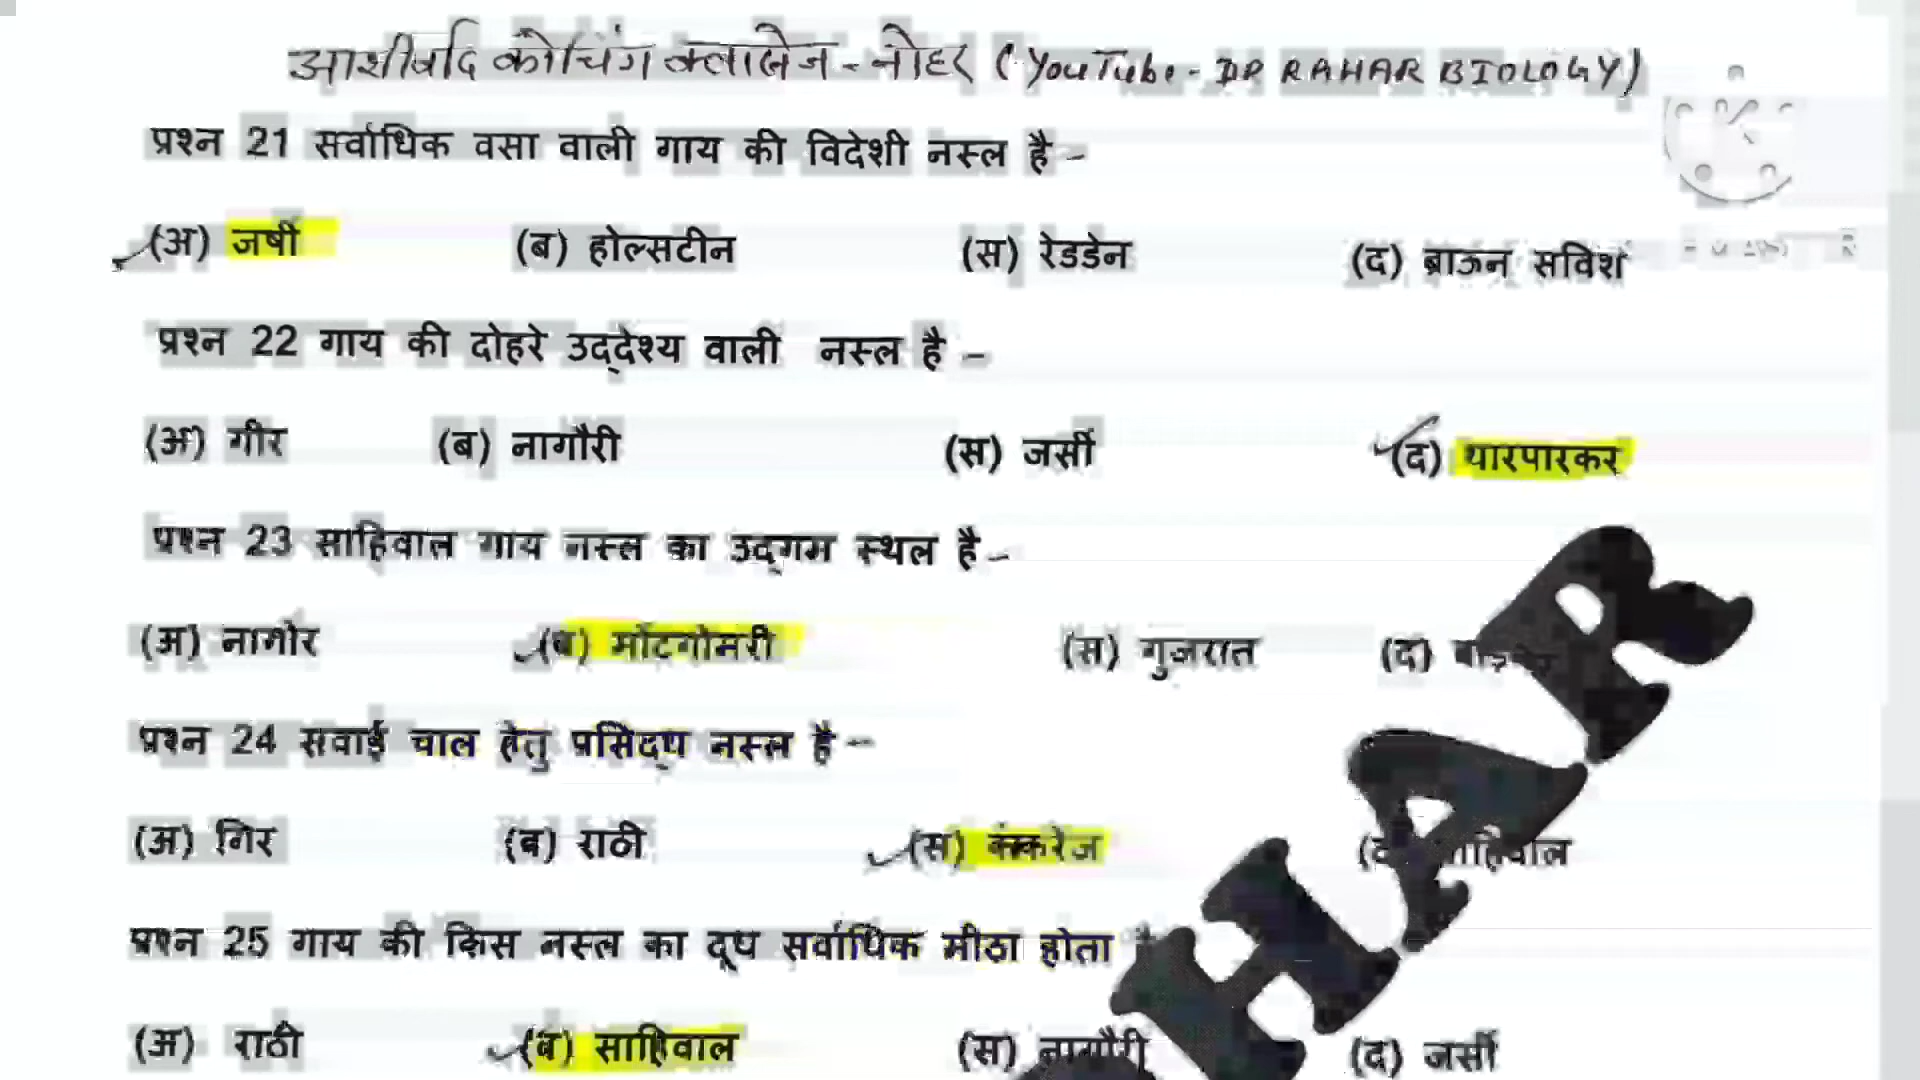 आशीर्वाद कोचिंग क्लासेज - नोहर (YouTube - DR RAHAR BIOLOGY)
प्रश्न 21 सर्वाधिक वसा वाली गाय की विदेशी नस्ल है -
(अ) जर्षी (ब) होल्सटीन (स) रेडडेन (द) ब्राऊन सविश
प्रश्न 22 गाय की दोहरे उद्देश्य वाली नस्ल है -
(अ) गीर (ब) नागौरी (स) जर्सी (द) थारपारकर
प्रश्न 23 साहिवाल गाय नस्ल का उद्गम स्थल है -
(अ) नागोर (ब) मोंटगोमरी (स) गुजरात (द)
प्रश्न 24 सवाई चाल हेतु प्रसिद्ध नस्ल है -
(अ) गिर (ब) राठी (स) कंकरेज (द) साहिवाल
प्रश्न 25 गाय की किस नस्ल का दूध सर्वाधिक मीठा होता
(अ) राठी (ब) साहिवाल (स) नागौरी (द) जर्सी
HAR